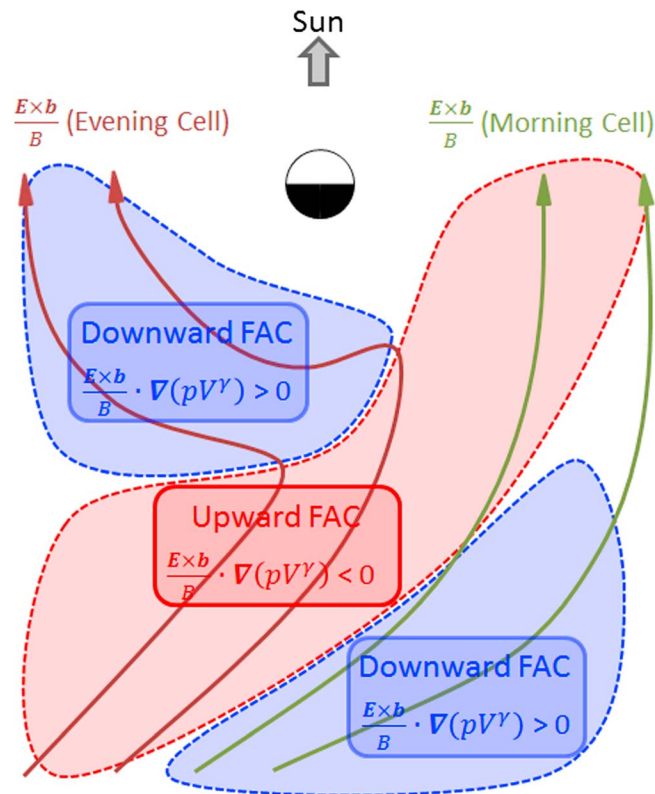 Sun
E×b/B (Evening Cell)
E×b/B (Morning Cell)
Downward FAC
E×b/B · ∇(pV^γ) > 0
Upward FAC
E×b/B · ∇(pV^γ) < 0
Downward FAC
E×b/B · ∇(pV^γ) > 0